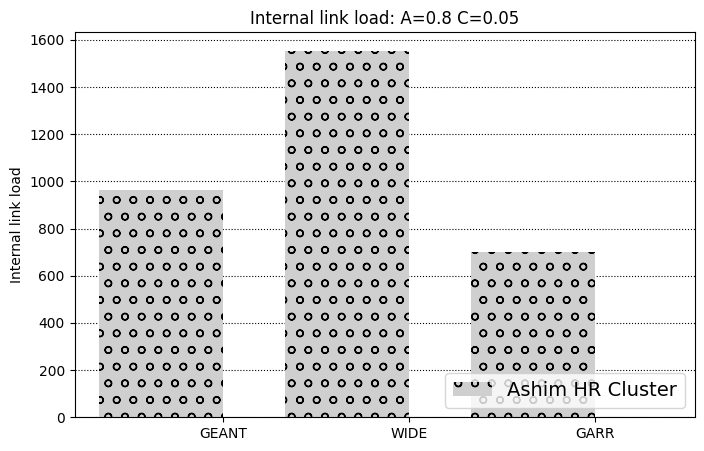 Internal link load: A=0.8 C=0.05
1600
1400
1200
1000
800
600
400
200
0
Internal link load
Ashim HR Cluster
GEANT WIDE GARR